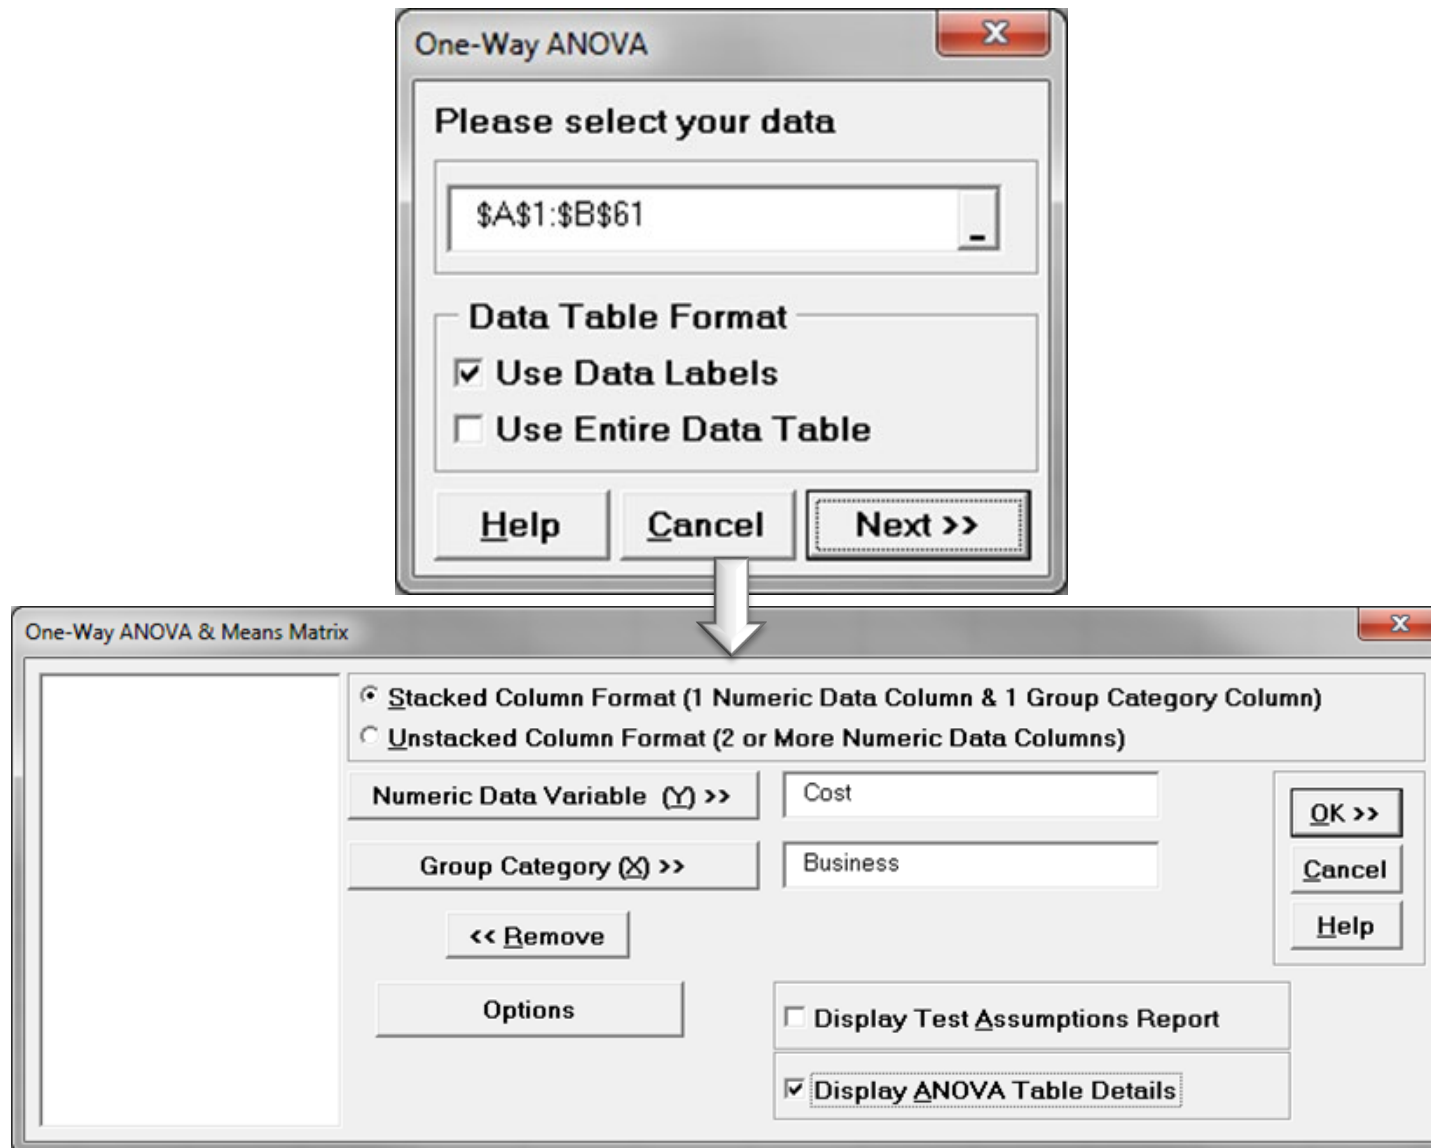 One-Way ANOVA
x
Please select your data
$A$1:$B$61
Data Table Format
Use Data Labels
Use Entire Data Table
Help Cancel Next >>
One-Way ANOVA & Means Matrix
x
Stacked Column Format (1 Numeric Data Column & 1 Group Category Column)
Unstacked Column Format (2 or More Numeric Data Columns)
Numeric Data Variable (Y) >> Cost
OK >>
Group Category (X) >> Business
Cancel
<< Remove
Help
Options
Display Test Assumptions Report
Display ANOVA Table Details